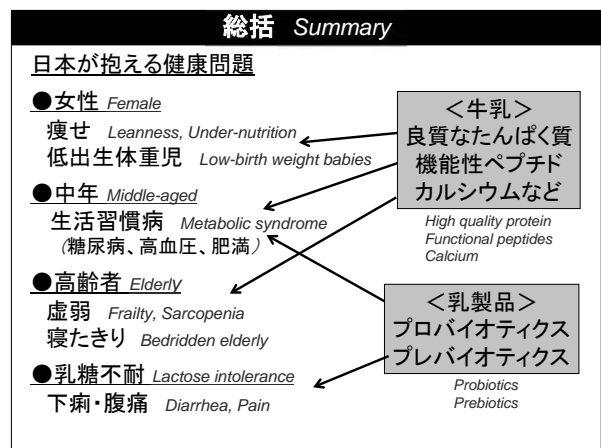 総括 Summary
日本が抱える健康問題
●女性 Female
痩せ Leanness, Under-nutrition
低出生体重児 Low-birth weight babies
●中年 Middle-aged
生活習慣病 Metabolic syndrome
（糖尿病、高血圧、肥満）
●高齢者 Elderly
虚弱 Frailty, Sarcopenia
寝たきり Bedridden elderly
●乳糖不耐 Lactose intolerance
下痢・腹痛 Diarrhea, Pain
＜牛乳＞
良質なたんぱく質
機能性ペプチド
カルシウムなど
High quality protein
Functional peptides
Calcium
＜乳製品＞
プロバイオティクス
プレバイオティクス
Probiotics
Prebiotics